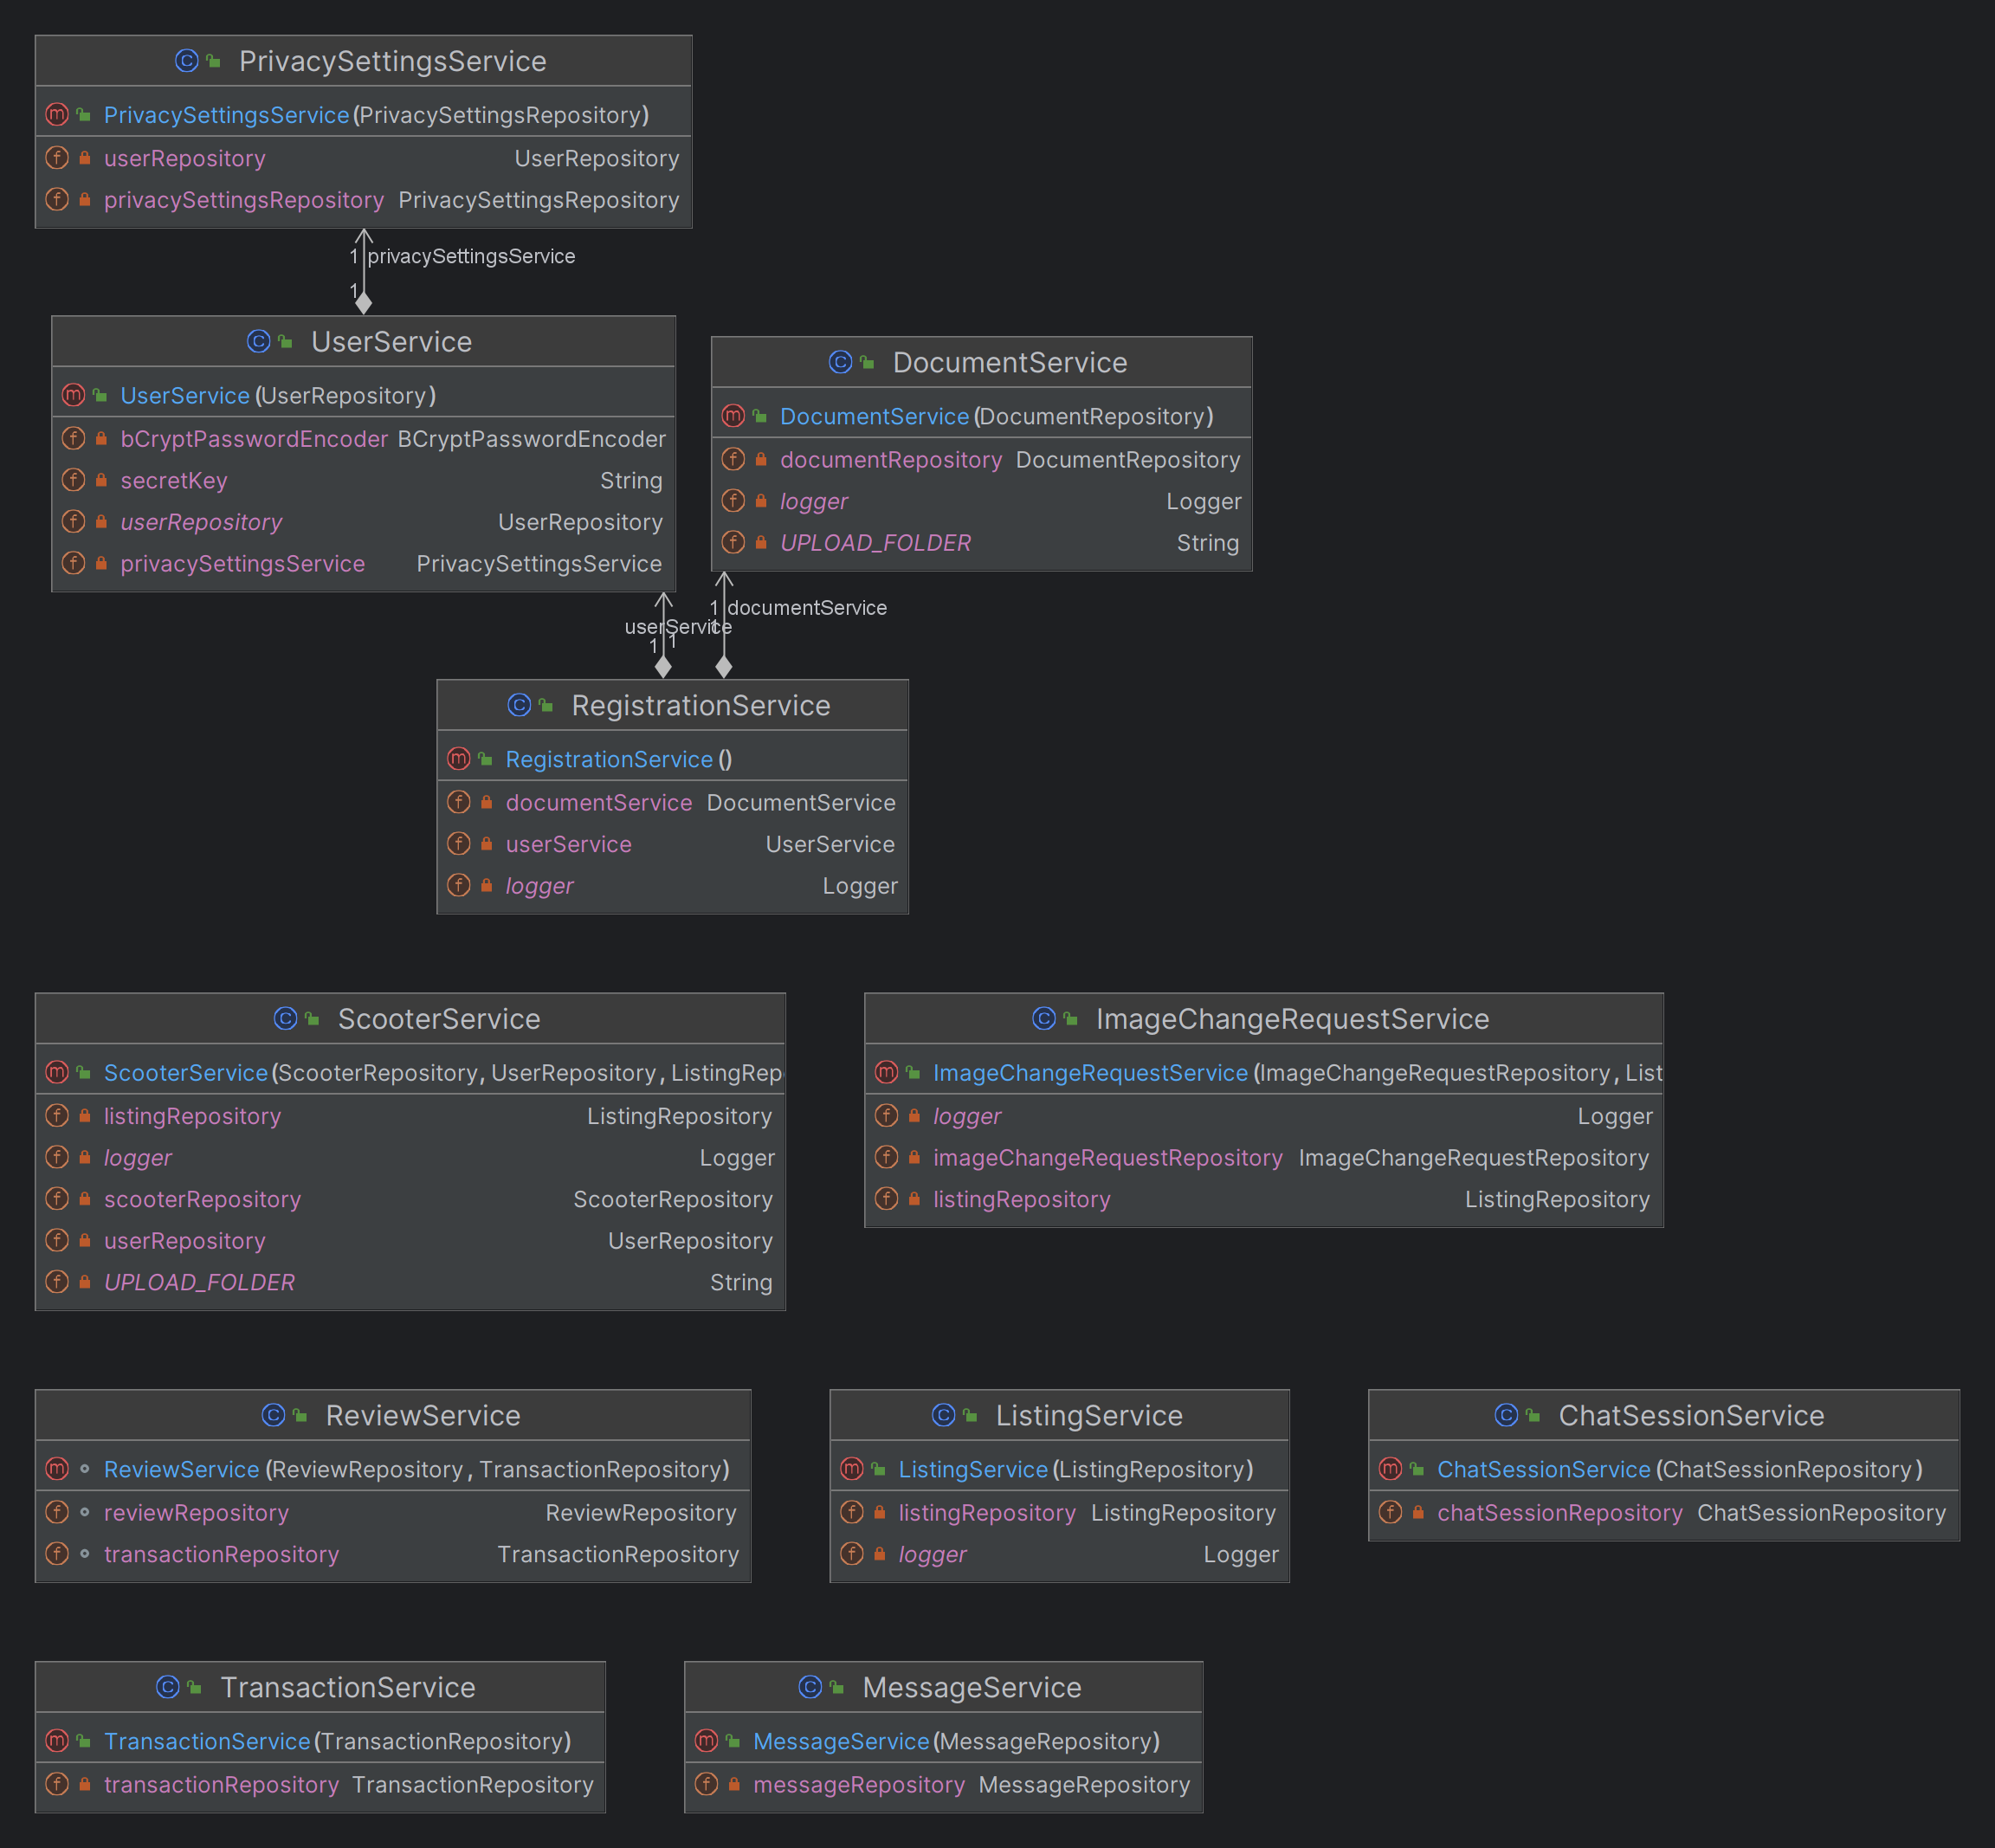 PrivacySettingsService
PrivacySettingsService(PrivacySettingsRepository)
userRepository UserRepository
privacySettingsRepository PrivacySettingsRepository
1 privacySettingsService
1
UserService
UserService(UserRepository)
bCryptPasswordEncoder BCryptPasswordEncoder
secretKey String
userRepository UserRepository
privacySettingsService PrivacySettingsService
DocumentService
DocumentService(DocumentRepository)
documentRepository DocumentRepository
logger Logger
UPLOAD_FOLDER String
1 documentService
userService 1
1 1
RegistrationService
RegistrationService()
documentService DocumentService
userService UserService
logger Logger
ScooterService
ScooterService(ScooterRepository, UserRepository, ListingRep
listingRepository ListingRepository
logger Logger
scooterRepository ScooterRepository
userRepository UserRepository
UPLOAD_FOLDER String
ImageChangeRequestService
ImageChangeRequestService(ImageChangeRequestRepository, List
logger Logger
imageChangeRequestRepository ImageChangeRequestRepository
listingRepository ListingRepository
ReviewService
ReviewService(ReviewRepository, TransactionRepository)
reviewRepository ReviewRepository
transactionRepository TransactionRepository
ListingService
ListingService(ListingRepository)
listingRepository ListingRepository
logger Logger
ChatSessionService
ChatSessionService(ChatSessionRepository)
chatSessionRepository ChatSessionRepository
TransactionService
TransactionService(TransactionRepository)
transactionRepository TransactionRepository
MessageService
MessageService(MessageRepository)
messageRepository MessageRepository